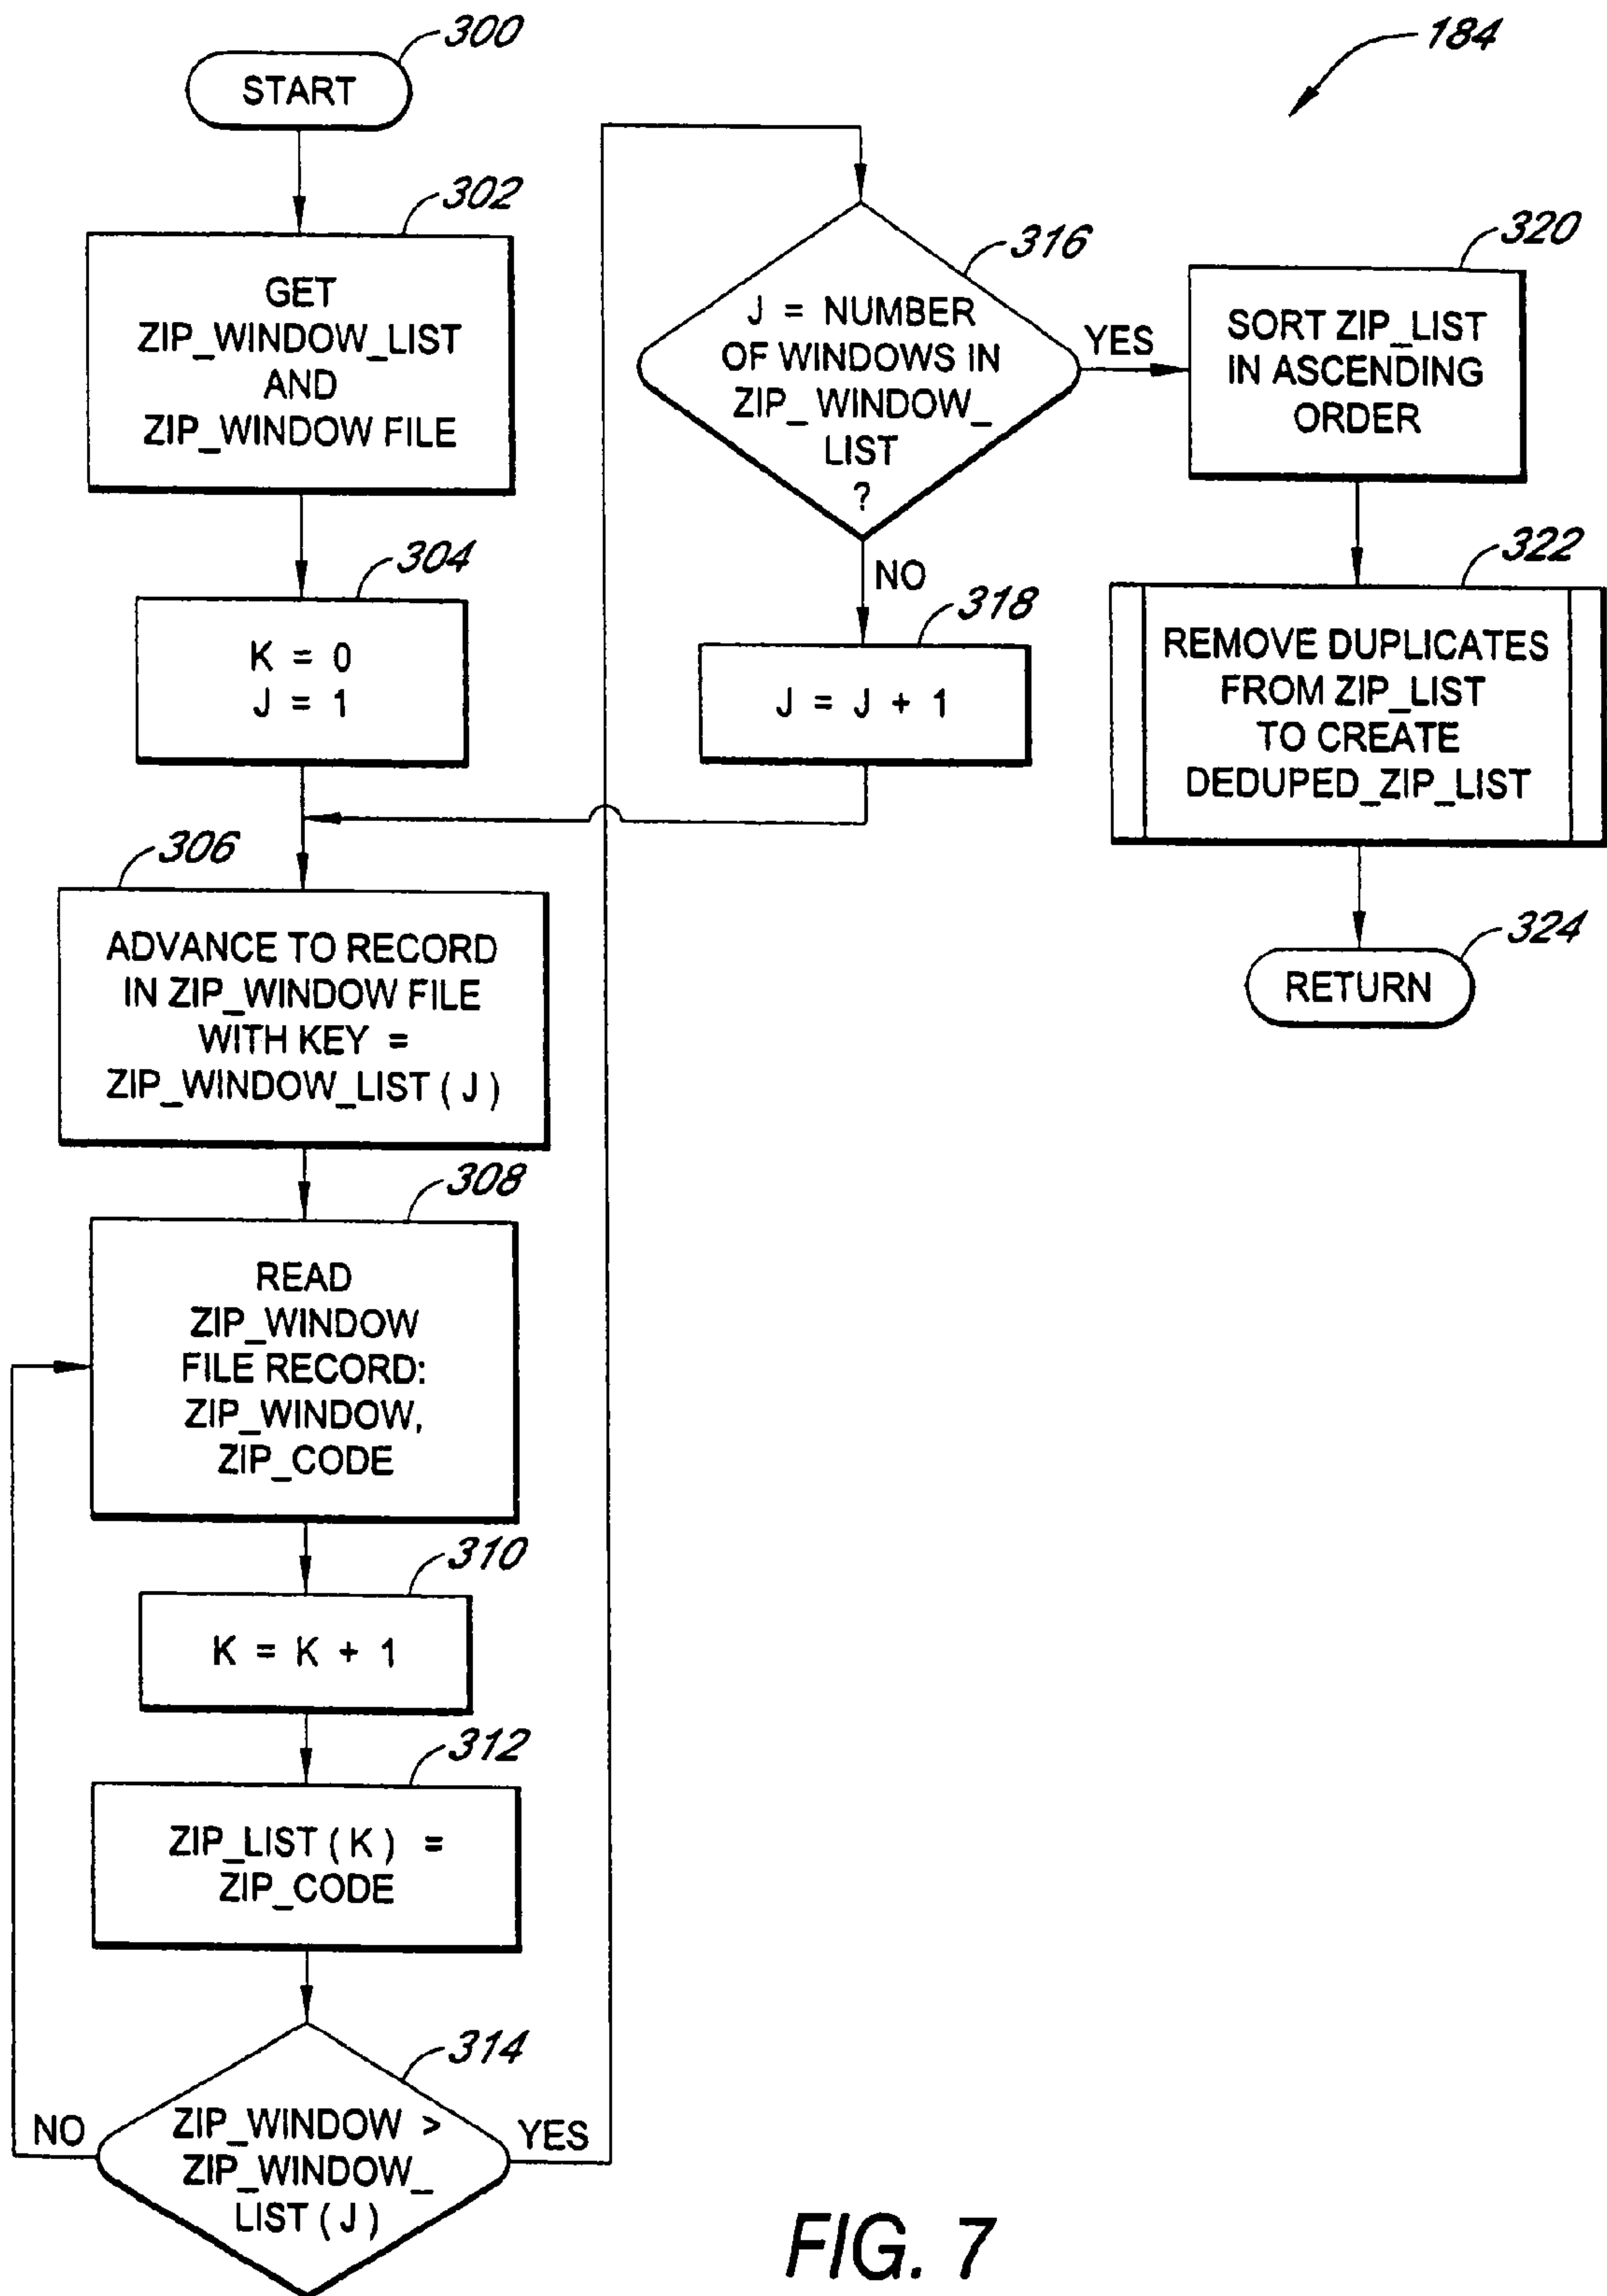 300
START
302
GET
ZIP_WINDOW_LIST
AND
ZIP_WINDOW FILE
304
K = 0
J = 1
306
ADVANCE TO RECORD
IN ZIP_WINDOW FILE
WITH KEY =
ZIP_WINDOW_LIST ( J )
308
READ
ZIP_WINDOW
FILE RECORD:
ZIP_WINDOW,
ZIP_CODE
310
K = K + 1
312
ZIP_LIST ( K ) =
ZIP_CODE
314
ZIP_WINDOW >
ZIP_WINDOW_
LIST ( J )
NO
YES
316
J = NUMBER
OF WINDOWS IN
ZIP_ WINDOW_
LIST
?
YES
NO
318
J = J + 1
184
320
SORT ZIP_LIST
IN ASCENDING
ORDER
322
REMOVE DUPLICATES
FROM ZIP_LIST
TO CREATE
DEDUPED_ZIP_LIST
324
RETURN
FIG. 7